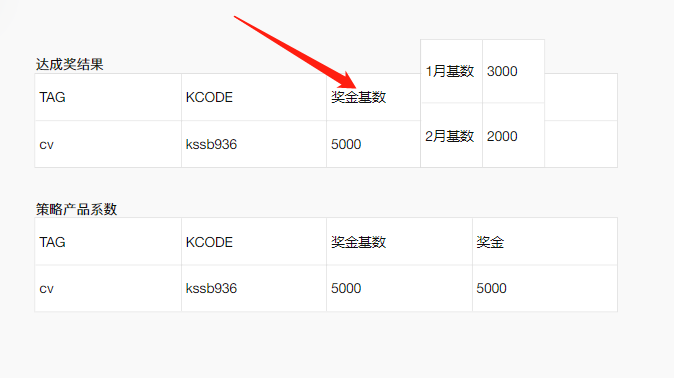 达成奖结果
TAG KCODE 奖金基数
cv kssb936 5000
1月基数 3000
2月基数 2000
策略产品系数
TAG KCODE 奖金基数 奖金
cv kssb936 5000 5000